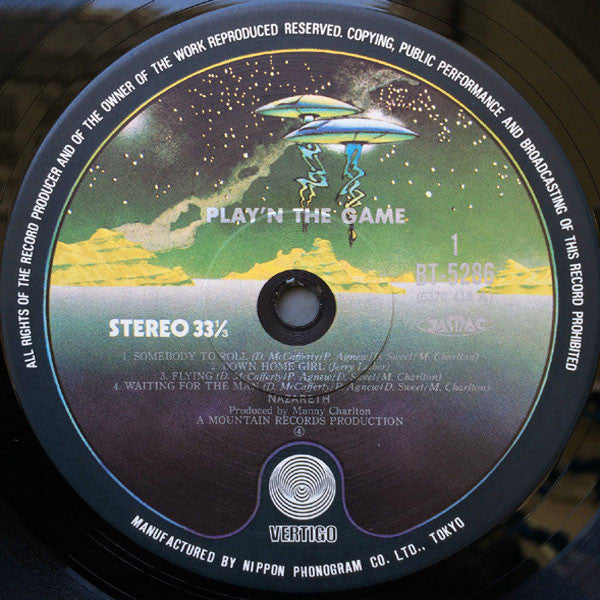 ALL RIGHTS OF THE RECORD PRODUCER AND OF THE OWNER OF THE WORK REPRODUCED RESERVED. COPYING, PUBLIC PERFORMANCE AND BROADCASTING OF THIS RECORD PROHIBITED
PLAY'N THE GAME
1
BT-5286
STEREO 33⅓
JASRAC
1. SOMEBODY TO ROLL (D. McCafferty/P. Agnew/D. Sweet/M. Charlton)
2. DOWN HOME GIRL (Jerry Leiber)
3. FLYING (D. McCafferty/P. Agnew/D. Sweet/M. Charlton)
4. WAITING FOR THE MAN (D. McCafferty/P. Agnew/D. Sweet/M. Charlton)
NAZARETH
Produced by Manny Charlton
A MOUNTAIN RECORDS PRODUCTION
VERTIGO
MANUFACTURED BY NIPPON PHONOGRAM CO. LTD., TOKYO